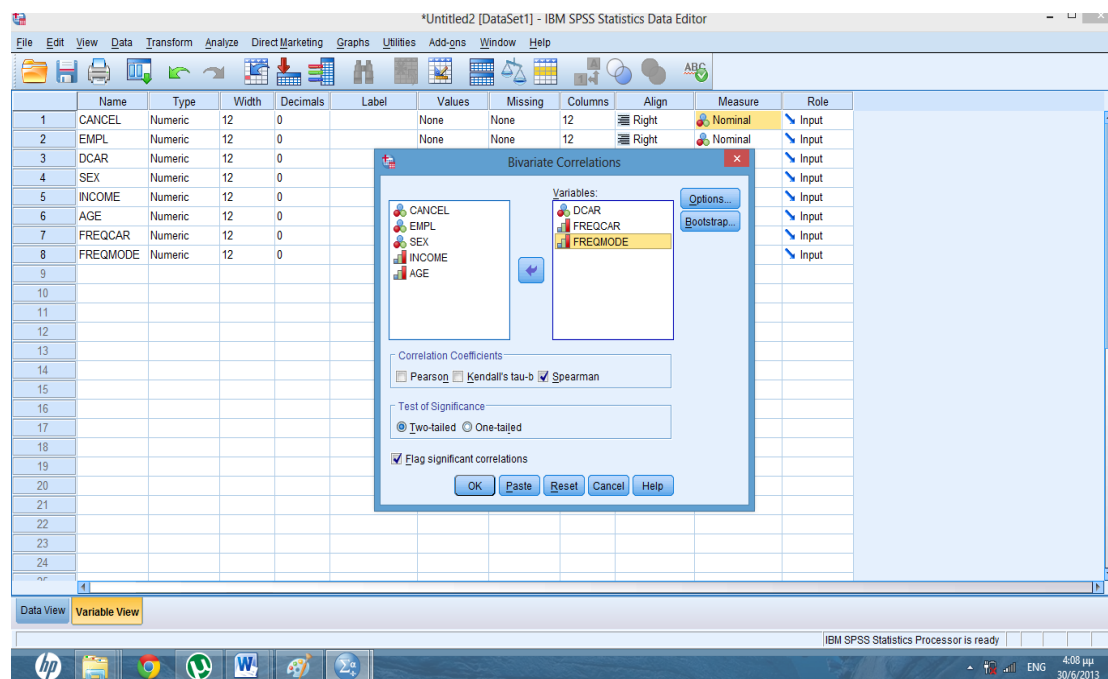 *Untitled2 [DataSet1] - IBM SPSS Statistics Data Editor
File Edit View Data Transform Analyze Direct Marketing Graphs Utilities Add-ons Window Help
Name Type Width Decimals Label Values Missing Columns Align Measure Role
1 CANCEL Numeric 12 0 None None 12 Right Nominal Input
2 EMPL Numeric 12 0 None None 12 Right Nominal Input
3 DCAR Numeric 12 0 Input
4 SEX Numeric 12 0 Input
5 INCOME Numeric 12 0 Input
6 AGE Numeric 12 0 Input
7 FREQCAR Numeric 12 0 Input
8 FREQMODE Numeric 12 0 Input
9
10
11
12
13
14
15
16
17
18
19
20
21
22
23
24
Bivariate Correlations
Variables:
CANCEL
EMPL
SEX
INCOME
AGE
DCAR
FREQCAR
FREQMODE
Options...
Bootstrap...
Correlation Coefficients
Pearson Kendall's tau-b Spearman
Test of Significance
Two-tailed One-tailed
Flag significant correlations
OK Paste Reset Cancel Help
Data View Variable View
IBM SPSS Statistics Processor is ready
hp W Σα ENG 4:08 μμ
30/6/2013